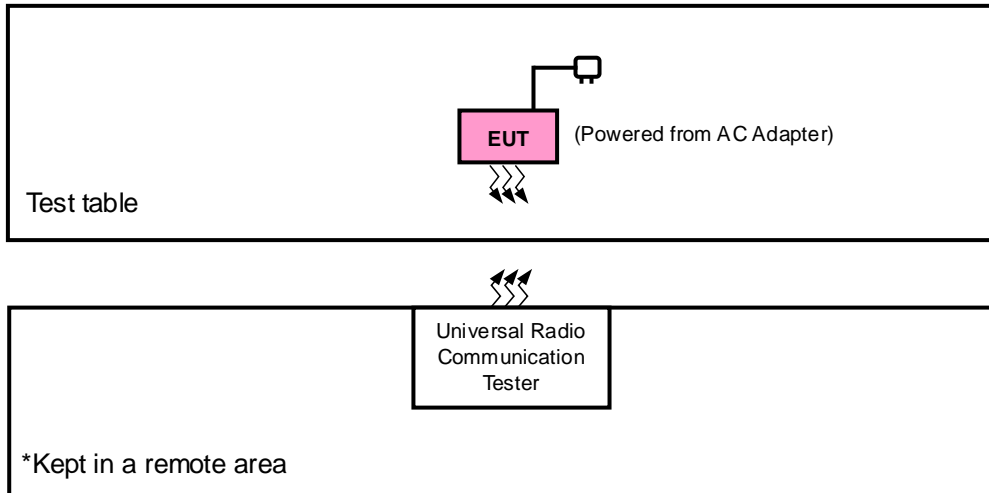 EUT
(Powered from AC Adapter)
Test table
Universal Radio
Communication
Tester
*Kept in a remote area